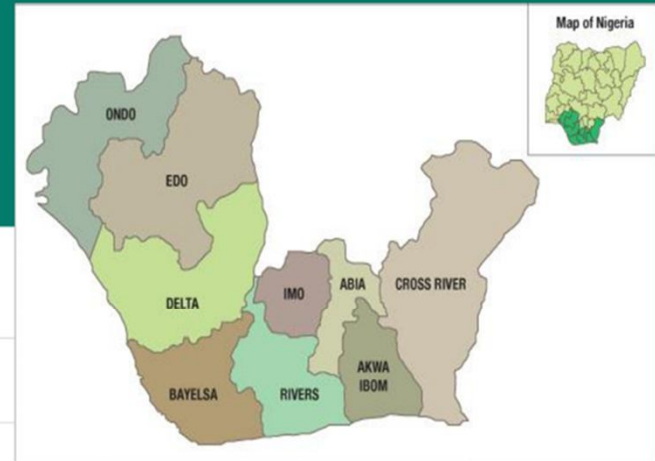 Map of Nigeria
ONDO
EDO
DELTA
IMO
ABIA
CROSS RIVER
BAYELSA
RIVERS
AKWA
IBOM